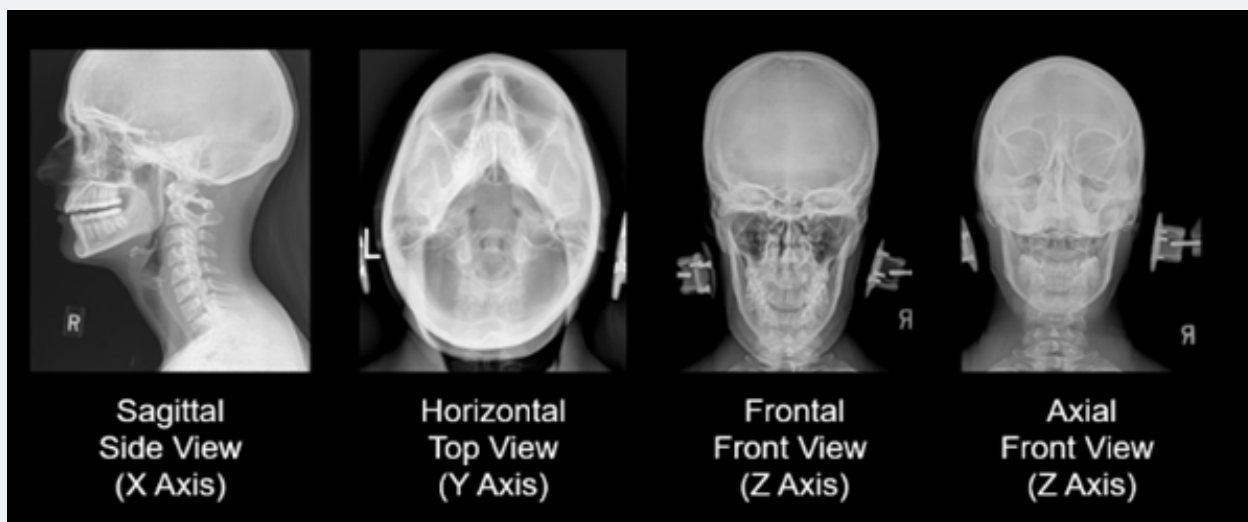 L
R
Я
Я
Sagittal
Side View
(X Axis)
Horizontal
Top View
(Y Axis)
Frontal
Front View
(Z Axis)
Axial
Front View
(Z Axis)